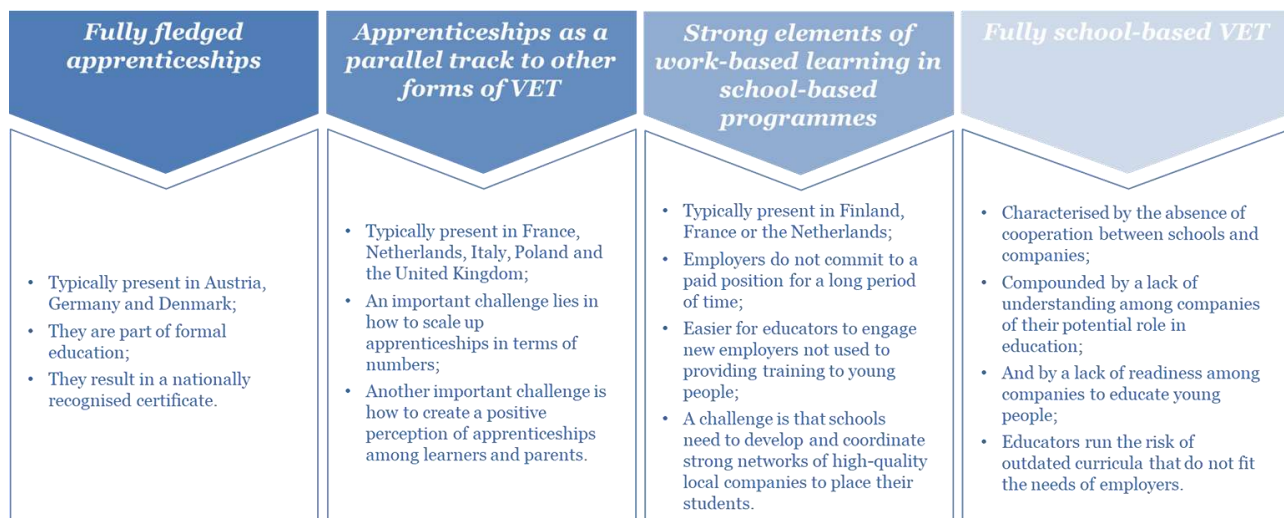 Fully fledged
apprenticeships
• Typically present in Austria,
Germany and Denmark;
• They are part of formal
education;
• They result in a nationally
recognised certificate.
Apprenticeships as a
parallel track to other
forms of VET
• Typically present in France,
Netherlands, Italy, Poland and
the United Kingdom;
• An important challenge lies in
how to scale up
apprenticeships in terms of
numbers;
• Another important challenge is
how to create a positive
perception of apprenticeships
among learners and parents.
Strong elements of
work-based learning in
school-based
programmes
• Typically present in Finland,
France or the Netherlands;
• Employers do not commit to a
paid position for a long period
of time;
• Easier for educators to engage
new employers not used to
providing training to young
people;
• A challenge is that schools
need to develop and coordinate
strong networks of high-quality
local companies to place their
students.
Fully school-based VET
• Characterised by the absence of
cooperation between schools and
companies;
• Compounded by a lack of
understanding among companies
of their potential role in
education;
• And by a lack of readiness among
companies to educate young
people;
• Educators run the risk of
outdated curricula that do not fit
the needs of employers.